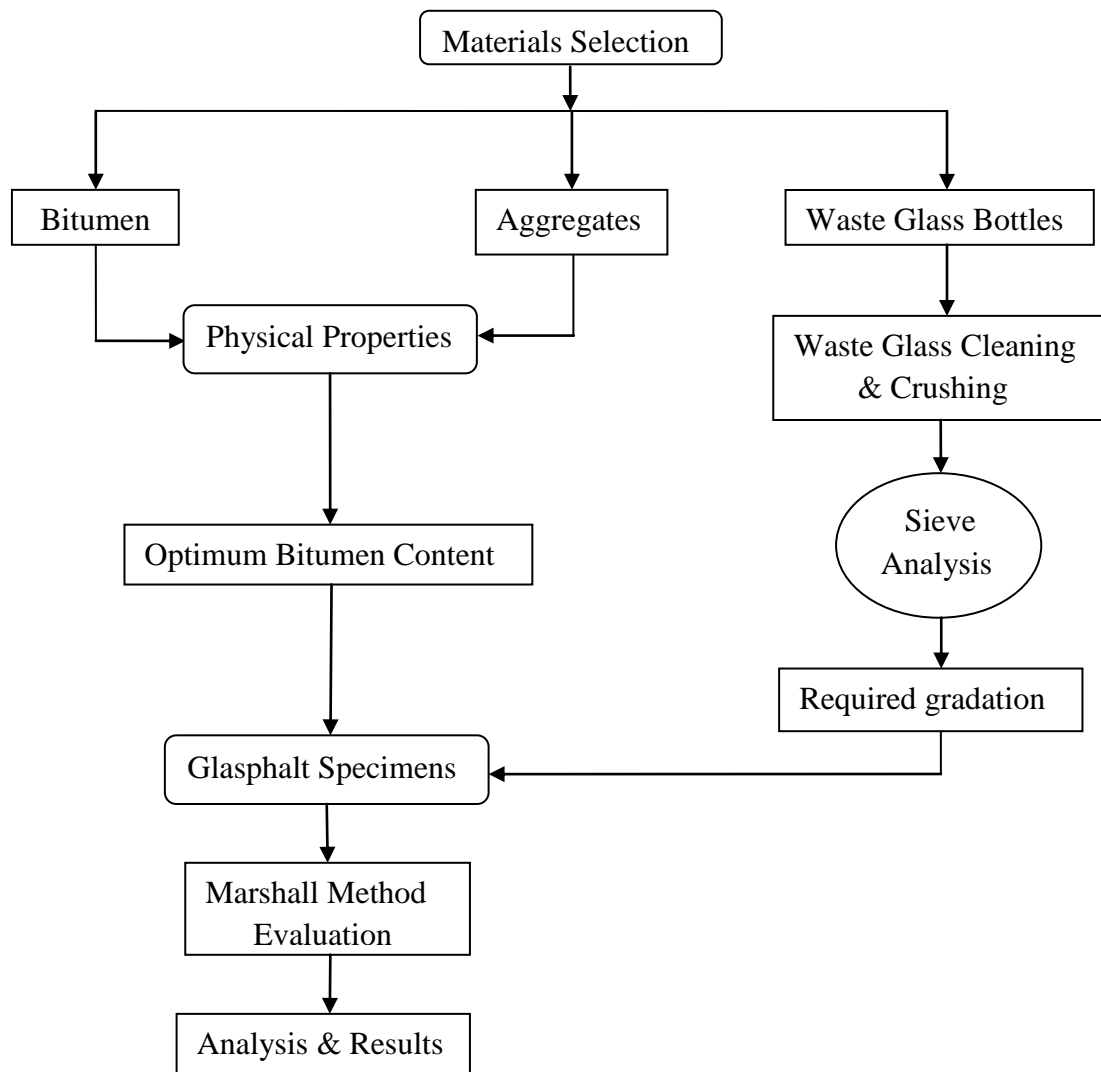 Materials Selection
Bitumen
Aggregates
Waste Glass Bottles
Physical Properties
Waste Glass Cleaning
& Crushing
Sieve
Analysis
Optimum Bitumen Content
Required gradation
Glasphalt Specimens
Marshall Method
Evaluation
Analysis & Results